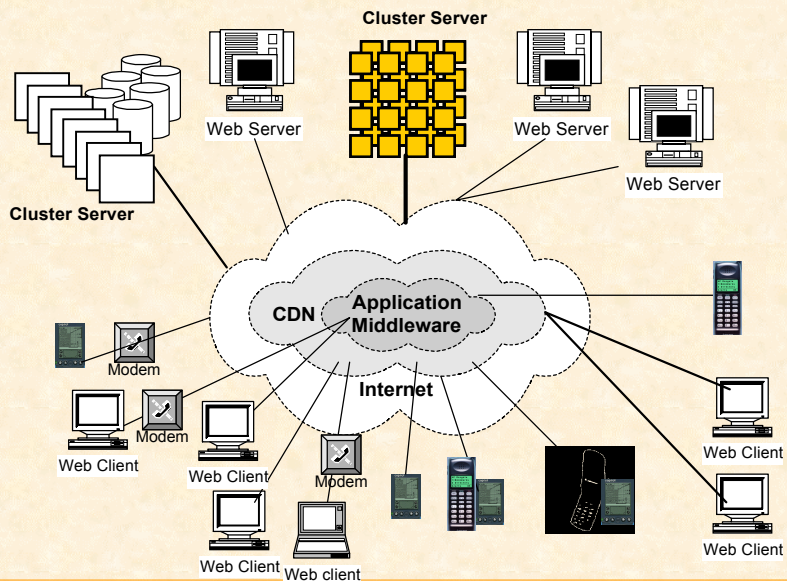 Cluster Server
Web Server
Web Server
Web Server
Cluster Server
CDN
Application
Middleware
Internet
Modem
Modem
Web Client
Web Client
Modem
Web Client
Web client
Web Client
Web Client